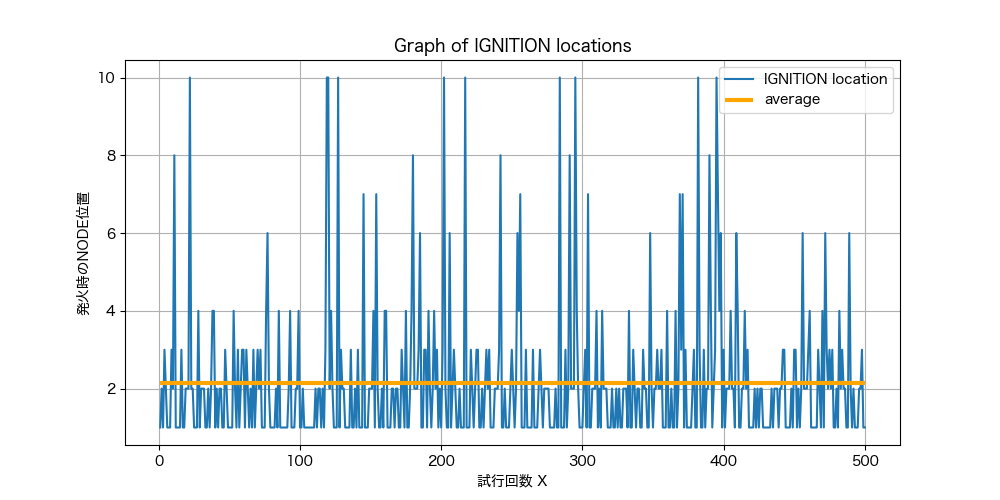 Graph of IGNITION locations
IGNITION location
average
発火時のNODE位置
10
8
6
4
2
0
100
200
300
400
500
試行回数 X